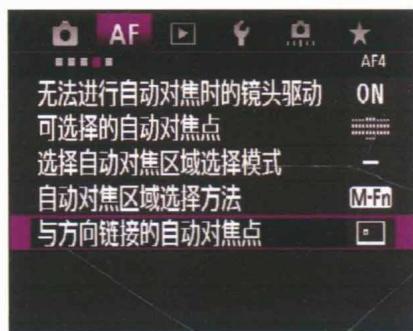 AF
AF4
无法进行自动对焦时的镜头驱动 ON
可选择的自动对焦点
选择自动对焦区域选择模式 —
自动对焦区域选择方法 M-Fn
与方向链接的自动对焦点